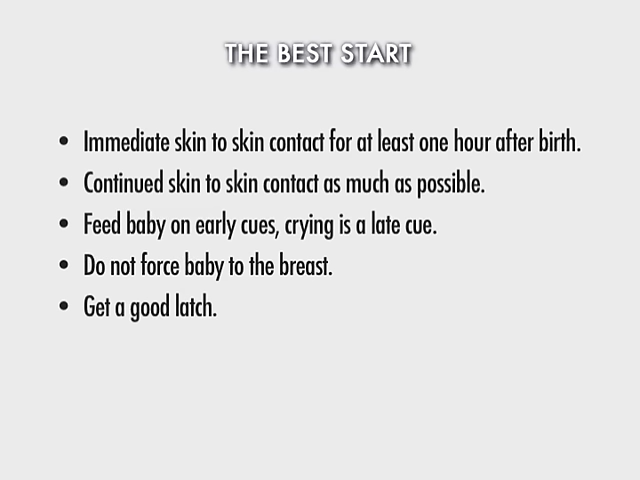 THE BEST START
• Immediate skin to skin contact for at least one hour after birth.
• Continued skin to skin contact as much as possible.
• Feed baby on early cues, crying is a late cue.
• Do not force baby to the breast.
• Get a good latch.